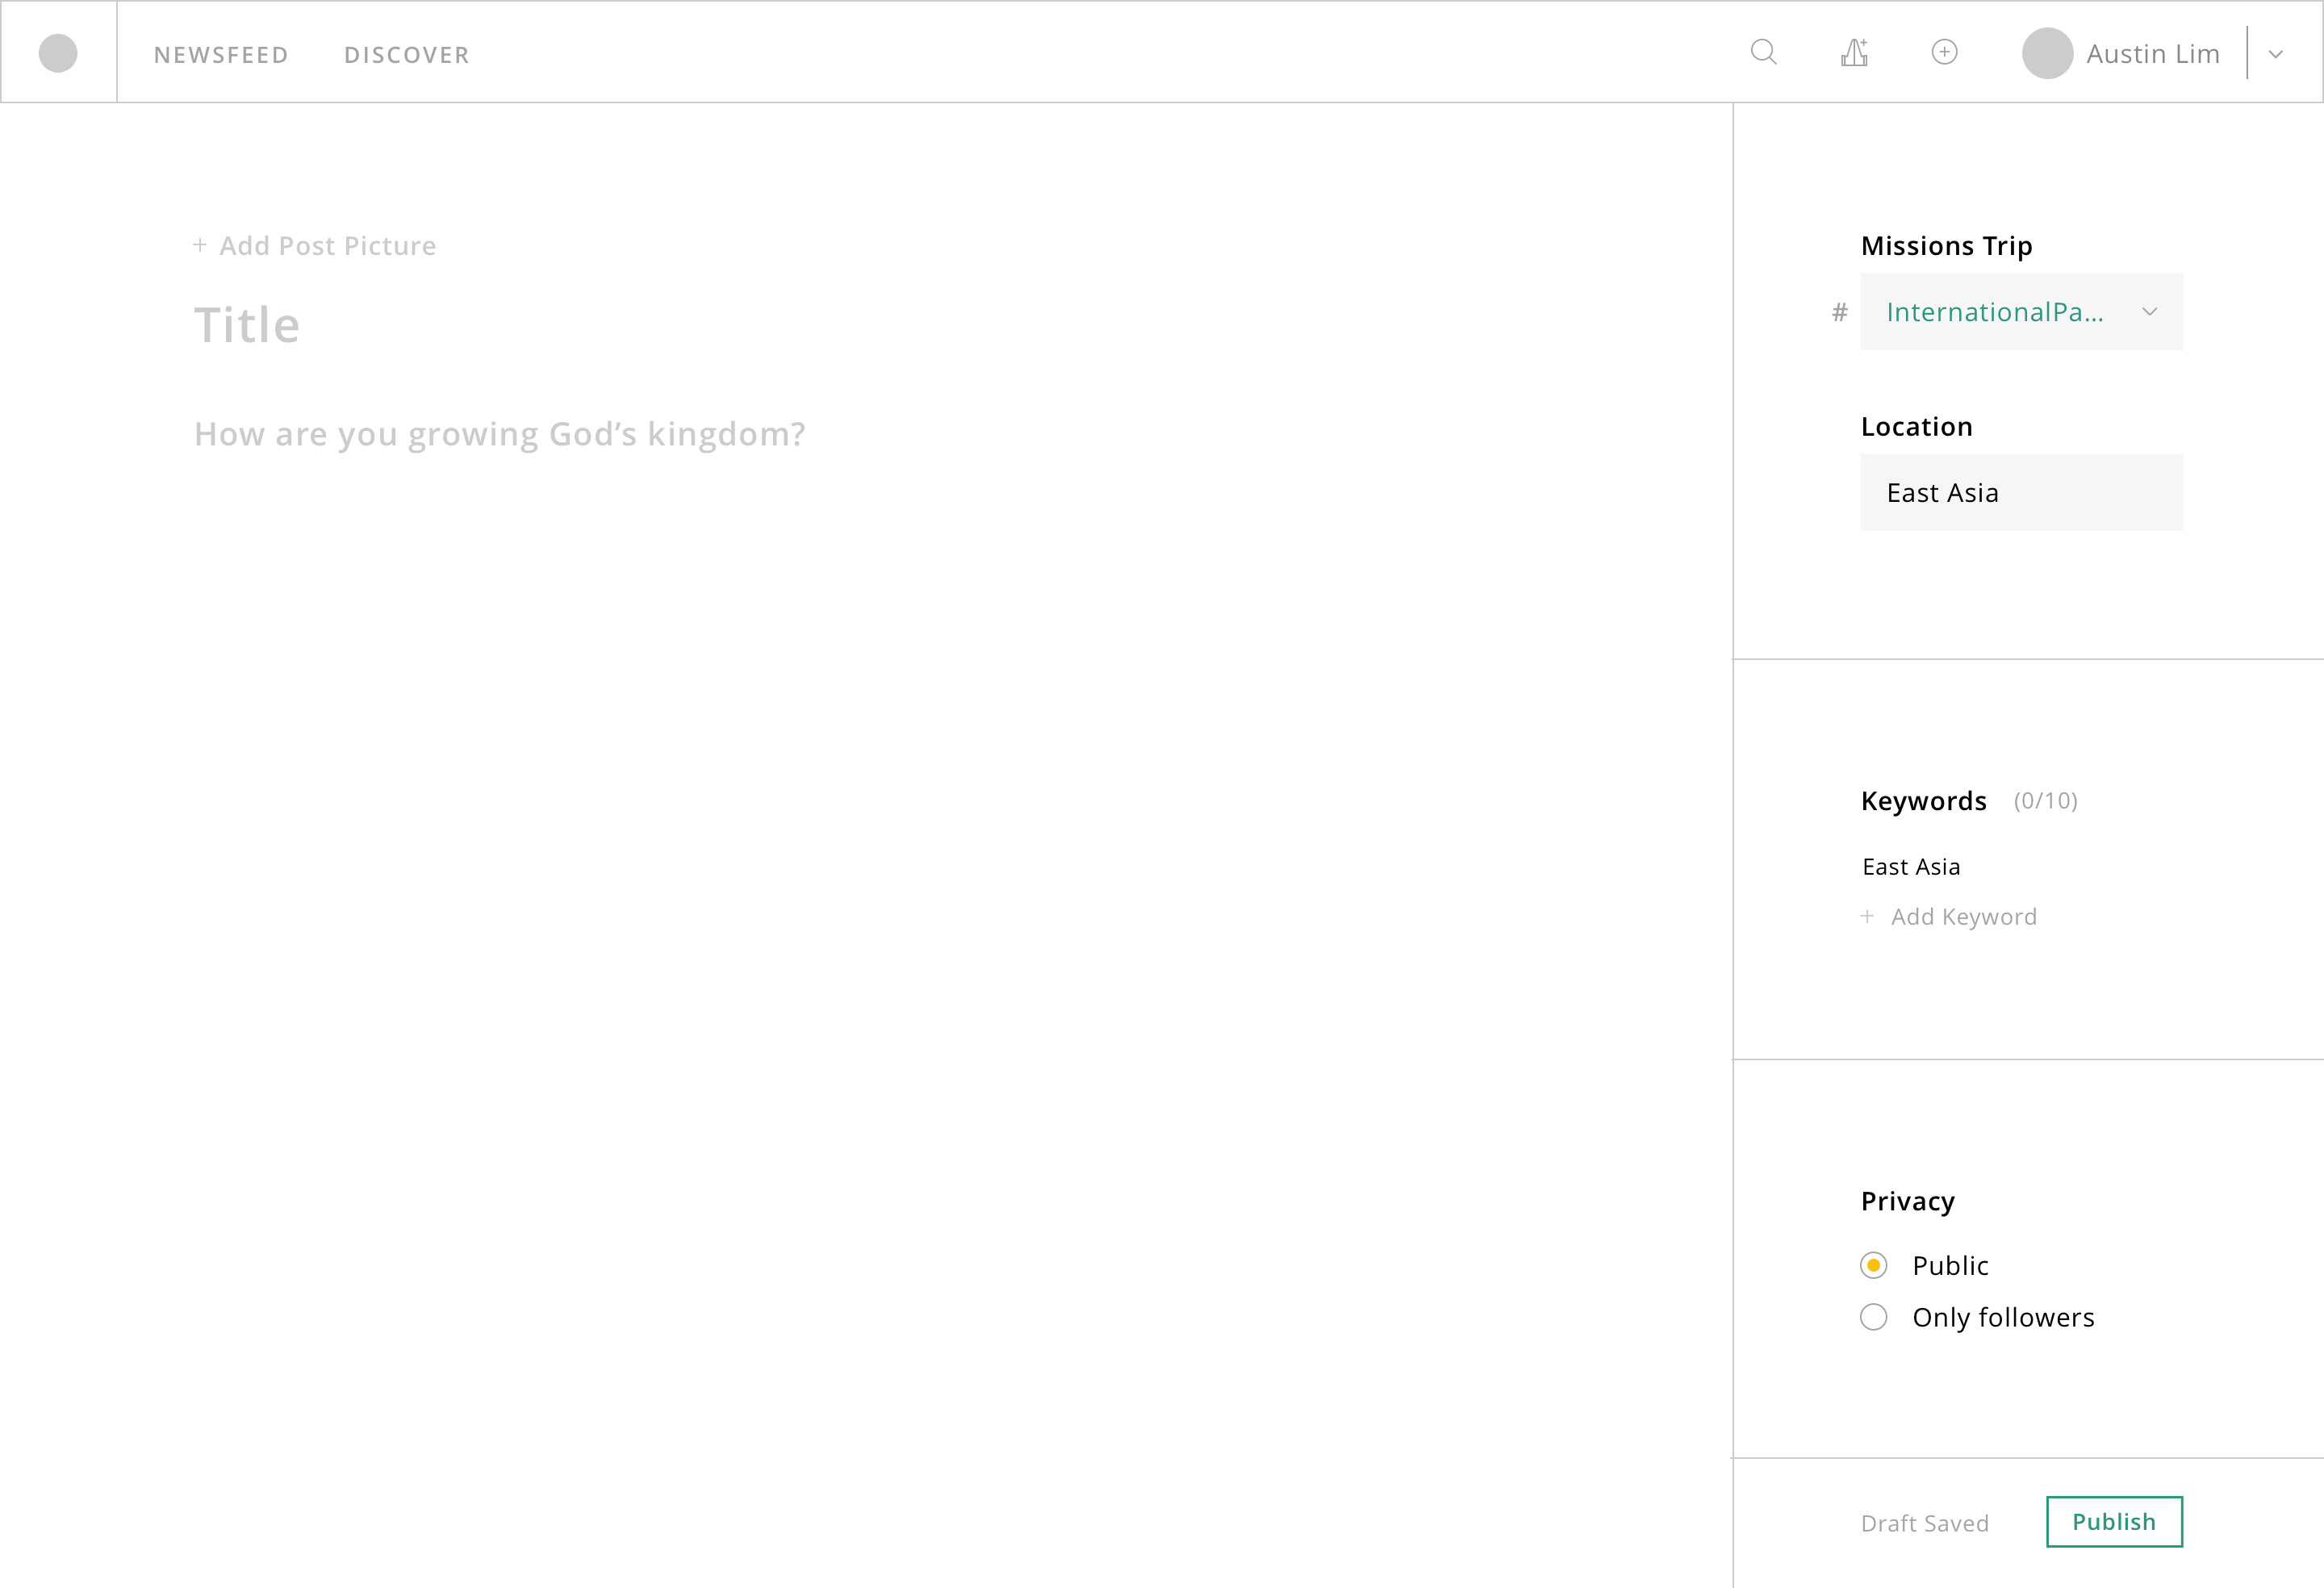 NEWSFEED DISCOVER Austin Lim
+ Add Post Picture
Title
How are you growing God’s kingdom?
Missions Trip
# InternationalPa...
Location
East Asia
Keywords (0/10)
East Asia
+ Add Keyword
Privacy
Public
Only followers
Draft Saved Publish